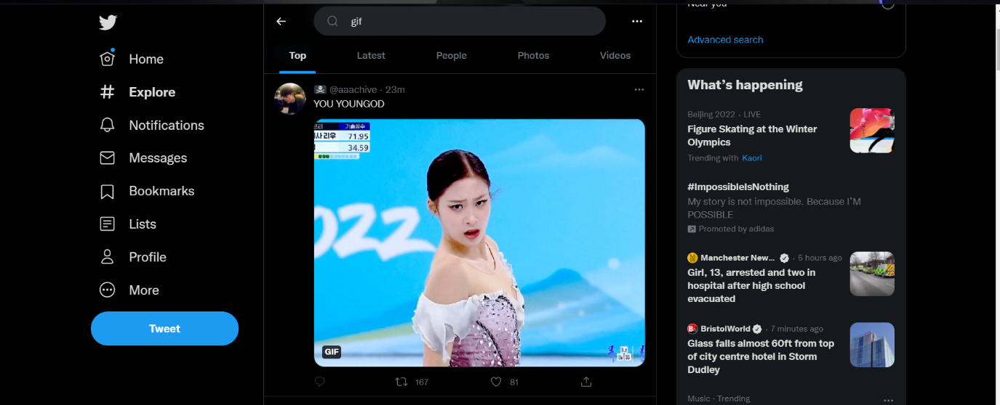 gif
Top
Latest
People
Photos
Videos
Home
Explore
Notifications
Messages
Bookmarks
Lists
Profile
More
Tweet
@aaachive · 23m
YOU YOUNGOD
기술점수
사 리우 71.95
34.59
2022
GIF
167
81
Near you
Advanced search
What's happening
Beijing 2022 · LIVE
Figure Skating at the Winter
Olympics
Trending with Kaori
#ImpossibleIsNothing
My story is not impossible. Because I'M
POSSIBLE
Promoted by adidas
Manchester New... · 5 hours ago
Girl, 13, arrested and two in
hospital after high school
evacuated
BristolWorld · 7 minutes ago
Glass falls almost 60ft from top
of city centre hotel in Storm
Dudley
Music · Trending